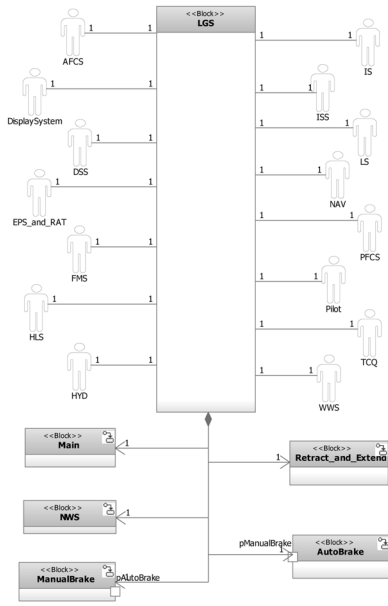 <<Block>>
LGS
1 1
AFCS
1 1
IS
1 1
DisplaySystem
1 1
ISS
1 1
DSS
1 1
LS
1 1
EPS_and_RAT
1 1
NAV
1 1
FMS
1 1
PFCS
1 1
HLS
1 1
Pilot
1 1
HYD
1 1
TCQ
1 1
WWS
<<Block>>
Main
1
<<Block>>
Retract_and_Extend
1
<<Block>>
NWS
1
<<Block>>
AutoBrake
pManualBrake
1
<<Block>>
ManualBrake
pAutoBrake